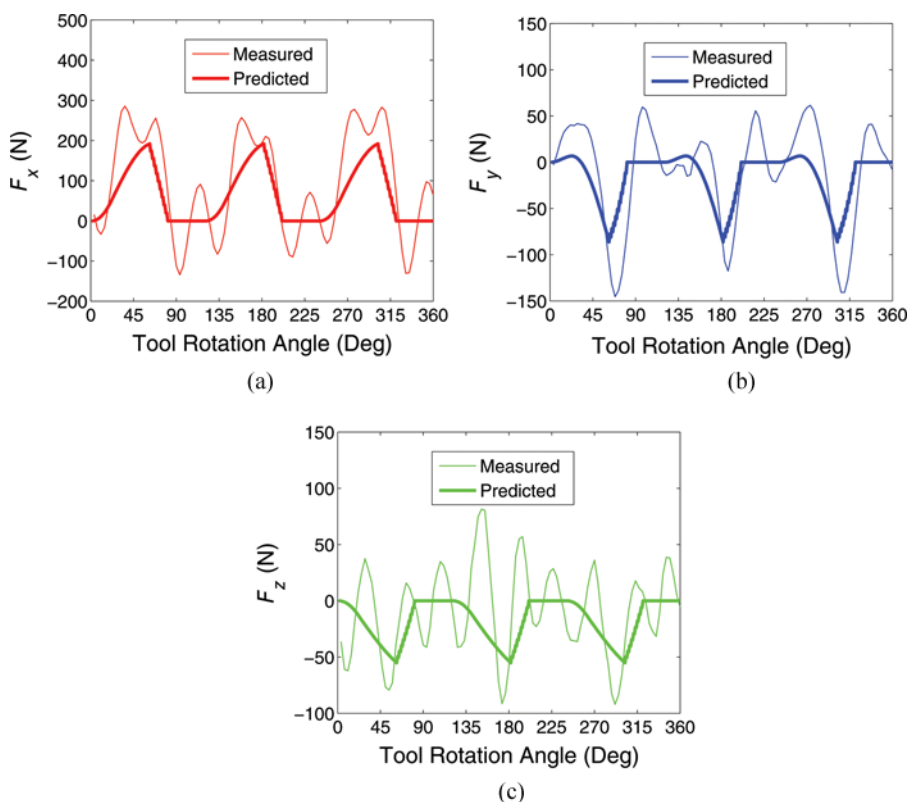 500
400
300
200
100
0
−100
−200
F_x (N)
Measured
Predicted
0 45 90 135 180 225 270 315 360
Tool Rotation Angle (Deg)
(a)
150
100
50
0
−50
−100
−150
F_y (N)
Measured
Predicted
0 45 90 135 180 225 270 315 360
Tool Rotation Angle (Deg)
(b)
150
100
50
0
−50
−100
F_z (N)
Measured
Predicted
0 45 90 135 180 225 270 315 360
Tool Rotation Angle (Deg)
(c)